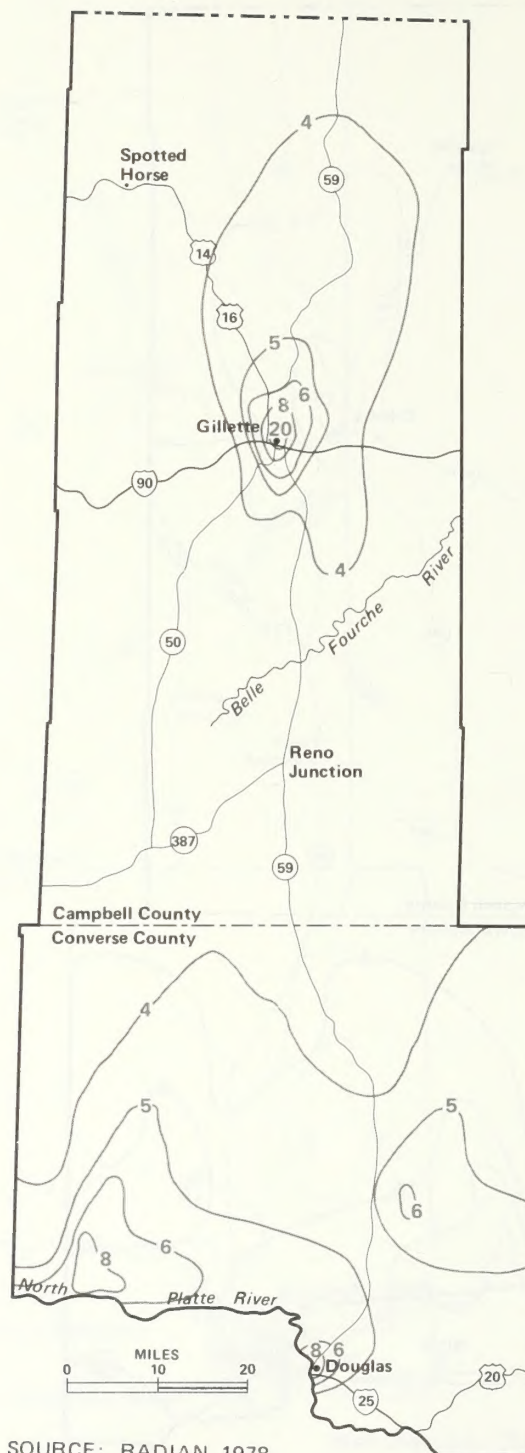 4
59
Spotted
Horse
14
16
5
6
8
Gillette
20
90
4
River
Fourche
Belle
50
Reno
Junction
387
59
Campbell County
Converse County
4
5
5
6
6
8
North
Platte River
MILES
0 10 20
8 6
Douglas
20
25
SOURCE: RADIAN, 1978